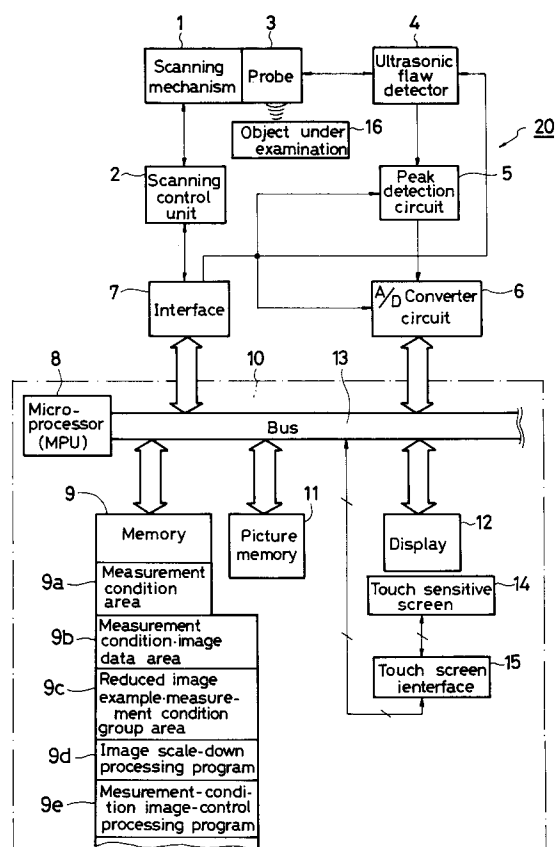 1
3
4
Scanning
mechanism
Probe
Ultrasonic
flaw
detector
Object under
examination
16
20
2
Scanning
control
unit
Peak
detection
circuit
5
7
Interface
A/D Converter
circuit
6
8
10
13
Micro-
processor
(MPU)
Bus
9
Memory
11
Picture
memory
12
Display
9a
Measurement
condition
area
14
Touch sensitive
screen
9b
Measurement
condition·image
data area
15
Touch screen
ienterface
9c
Reduced image
example·measure-
ment condition
group area
9d
Image scale-down
processing program
9e
Mesurement-condi-
tion image-control
processing program